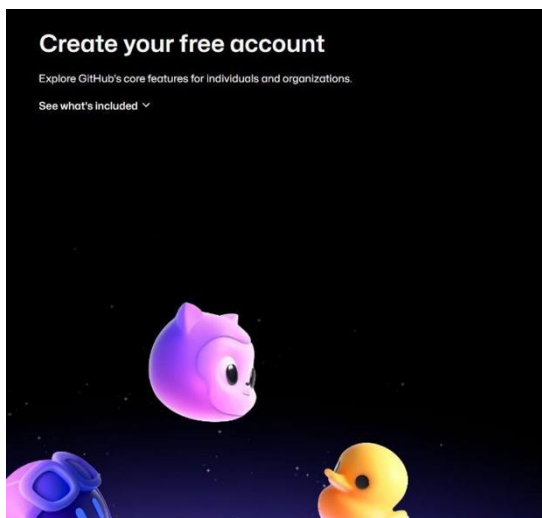 Create your free account
Explore GitHub's core features for individuals and organizations.
See what's included